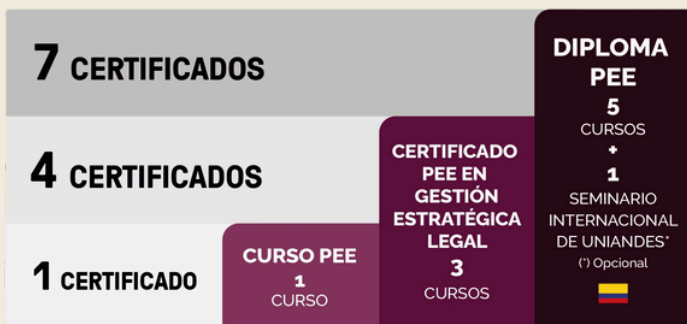 7 CERTIFICADOS
4 CERTIFICADOS
1 CERTIFICADO
CURSO PEE
1
CURSO
CERTIFICADO
PEE EN
GESTIÓN
ESTRATÉGICA
LEGAL
3
CURSOS
DIPLOMA
PEE
5
CURSOS
+
1
SEMINARIO
INTERNACIONAL
DE UNIANDES*
(*) Opcional